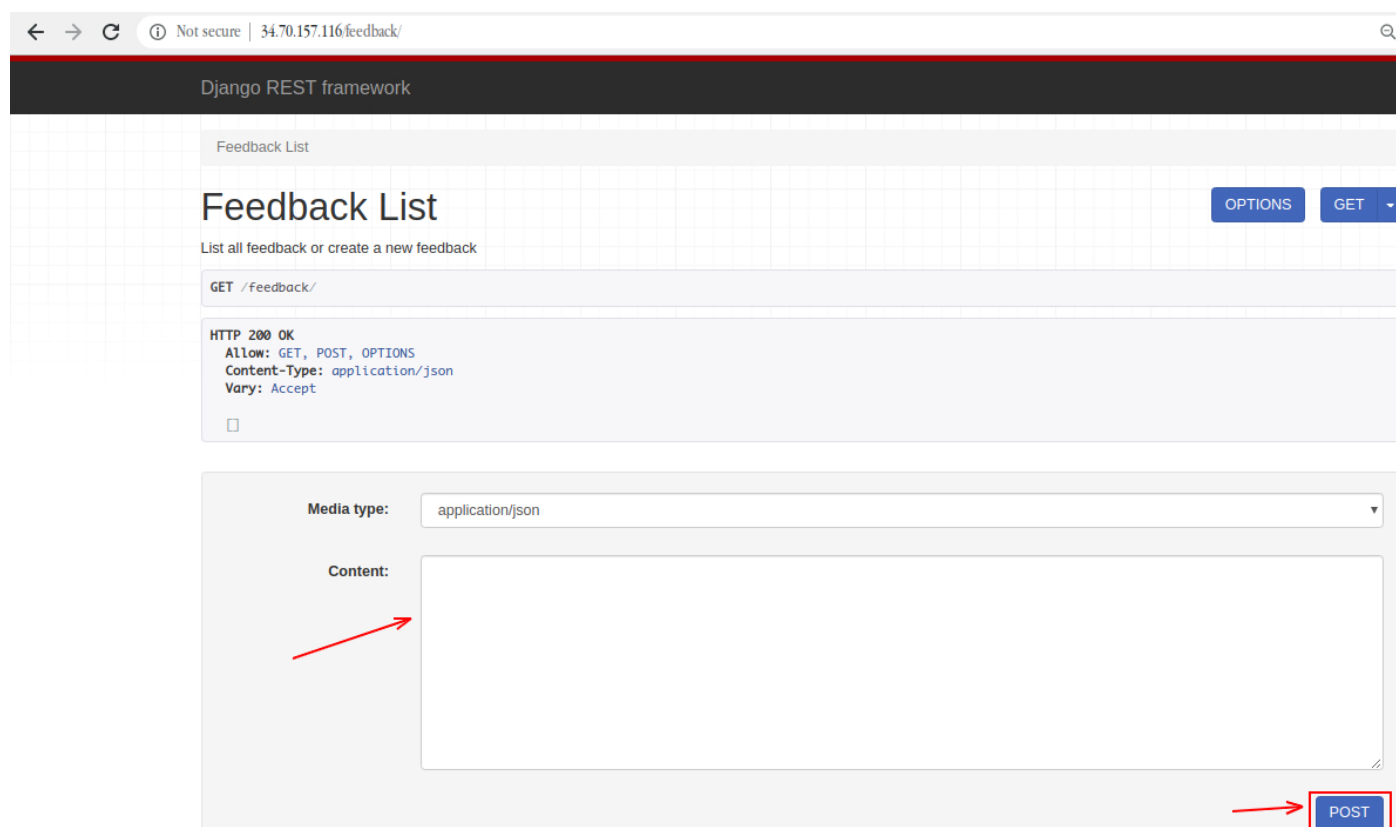 Not secure | 34.70.157.116/feedback/
Django REST framework
Feedback List
Feedback List
OPTIONS
GET
List all feedback or create a new feedback
GET /feedback/
HTTP 200 OK
Allow: GET, POST, OPTIONS
Content-Type: application/json
Vary: Accept
[]
Media type:
application/json
Content:
POST